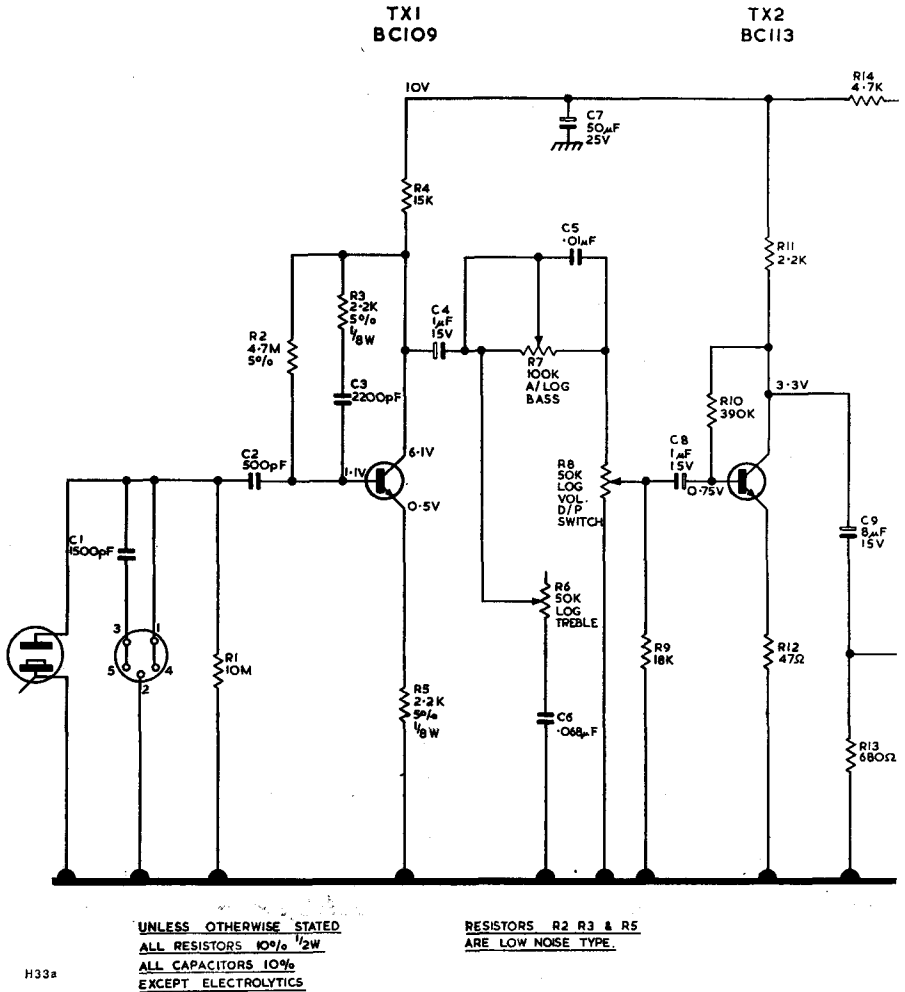 TX1
BC109
TX2
BC113
10V
R14
4.7K
C7
50µF
25V
R4
15K
C5
.01µF
R11
2.2K
R3
2.2K
5%
1/8W
C4
1µF
15V
R2
4.7M
5%
R7
100K
A/LOG
BASS
C3
2200pF
R10
390K
3.3V
C2
500pF
1.1V
6.1V
0.5V
R8
50K
LOG
VOL.
D/P
SWITCH
C8
1µF
15V
0.75V
C9
8µF
15V
C1
1500pF
3
1
5
4
2
R1
10M
R6
50K
LOG
TREBLE
R9
18K
R12
47Ω
R5
2.2K
5%
1/8W
C6
.068µF
R13
680Ω
UNLESS OTHERWISE STATED
ALL RESISTORS 10% 1/2W
ALL CAPACITORS 10%
EXCEPT ELECTROLYTICS
RESISTORS R2 R3 & R5
ARE LOW NOISE TYPE.
H33a